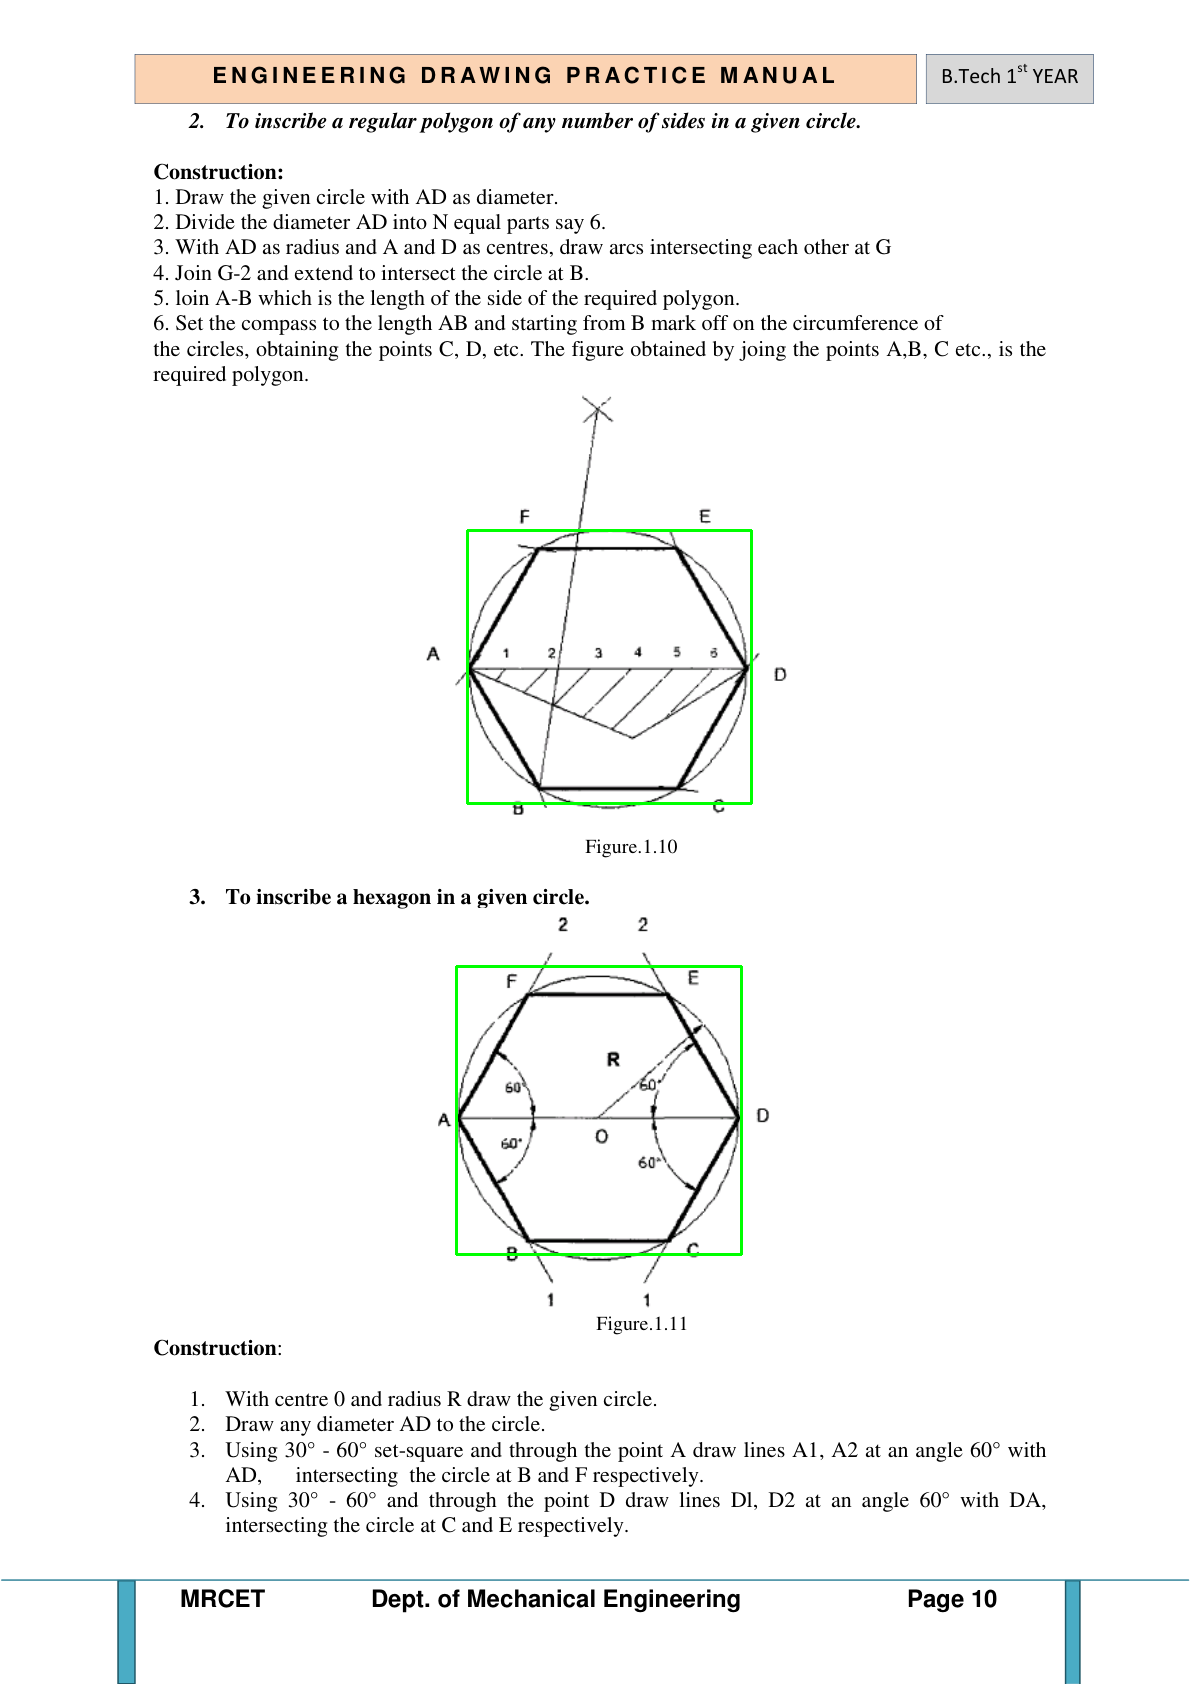 ENGINEERING DRAWING PRACTICE MANUAL
B.Tech 1st YEAR
2. To inscribe a regular polygon of any number of sides in a given circle.
Construction:
1. Draw the given circle with AD as diameter.
2. Divide the diameter AD into N equal parts say 6.
3. With AD as radius and A and D as centres, draw arcs intersecting each other at G
4. Join G-2 and extend to intersect the circle at B.
5. loin A-B which is the length of the side of the required polygon.
6. Set the compass to the length AB and starting from B mark off on the circumference of
the circles, obtaining the points C, D, etc. The figure obtained by joing the points A,B, C etc., is the
required polygon.
F E
A 1 2 3 4 5 6 D
B C
Figure.1.10
3. To inscribe a hexagon in a given circle.
2 2
F E
R
60° 60°
A O D
60° 60°
B C
1 1
Figure.1.11
Construction:
1. With centre 0 and radius R draw the given circle.
2. Draw any diameter AD to the circle.
3. Using 30° - 60° set-square and through the point A draw lines A1, A2 at an angle 60° with
AD, intersecting the circle at B and F respectively.
4. Using 30° - 60° and through the point D draw lines Dl, D2 at an angle 60° with DA,
intersecting the circle at C and E respectively.
MRCET Dept. of Mechanical Engineering Page 10